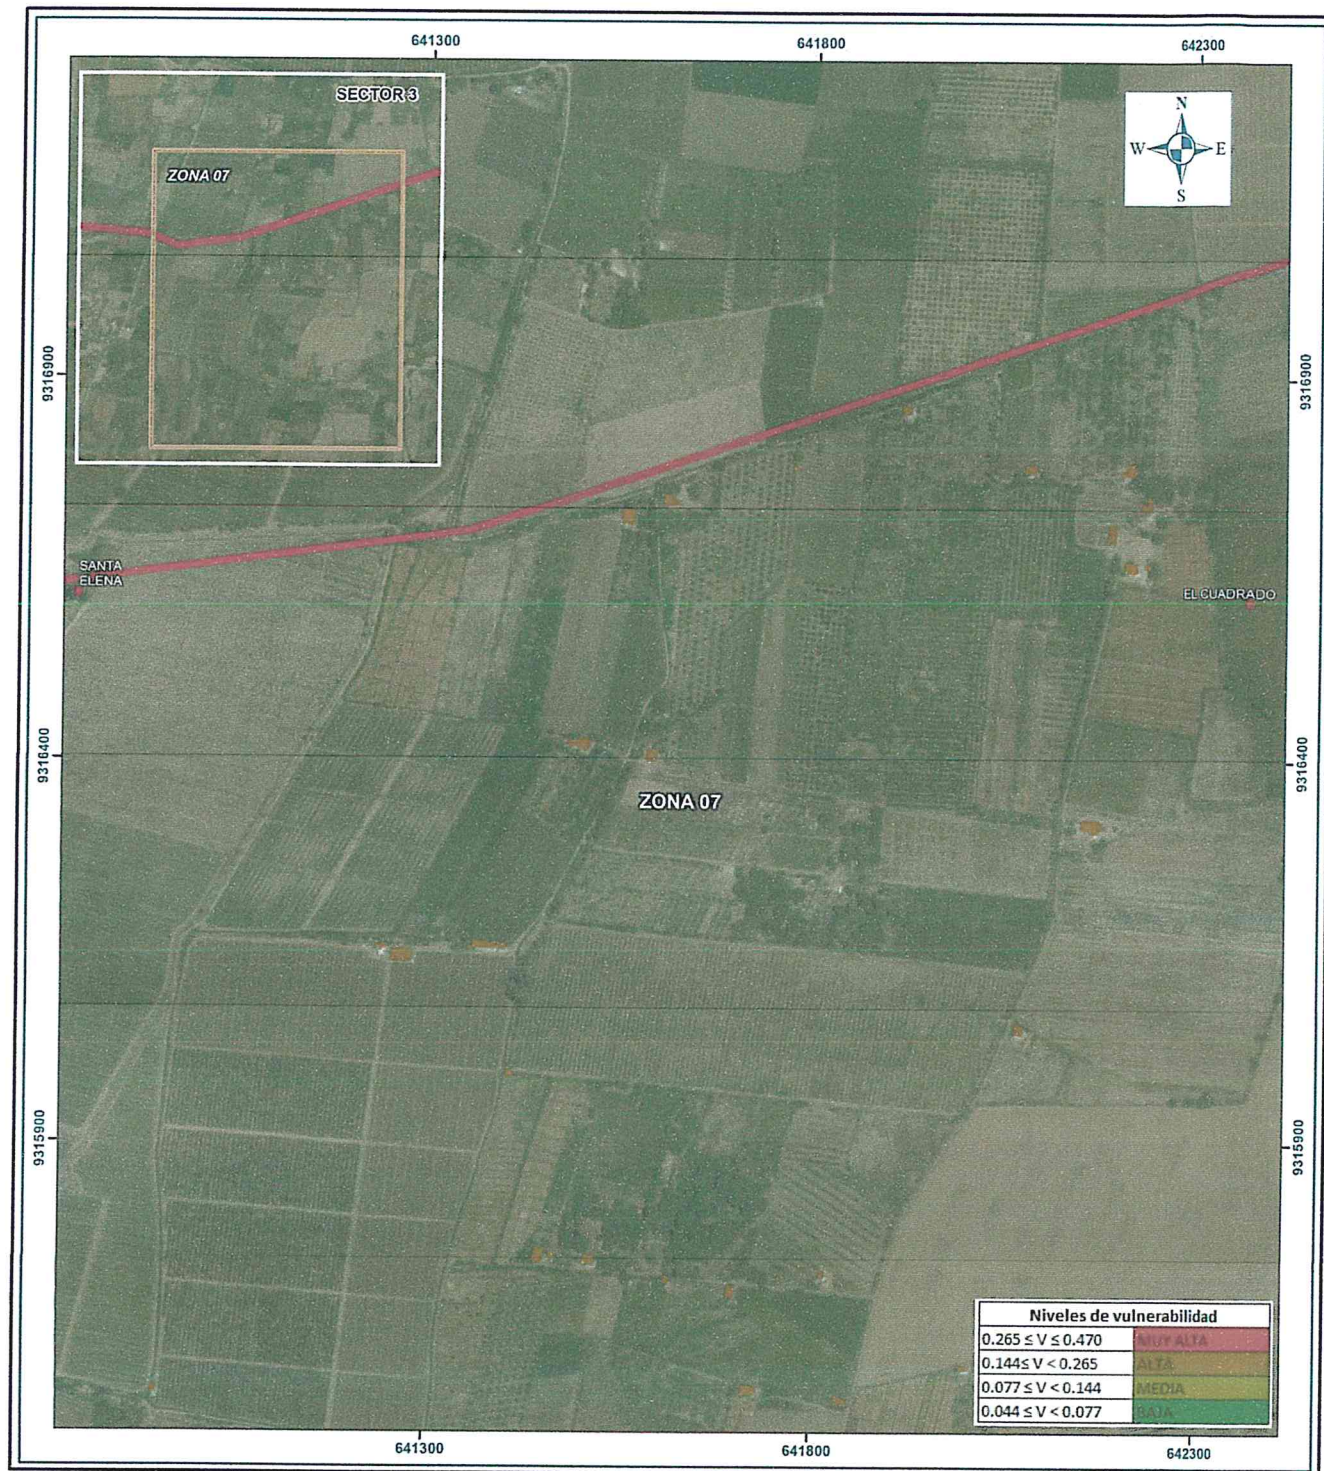 641300
641800
642300
SECTOR 3
ZONA 07
N
W
E
S
9316900
9316900
SANTA
ELENA
EL CUADRADO
9316400
9316400
ZONA 07
9315900
9315900
Niveles de vulnerabilidad
0.265 ≤ V ≤ 0.470 MUY ALTA
0.144≤ V < 0.265 ALTA
0.077 ≤ V < 0.144 MEDIA
0.044 ≤ V < 0.077 BAJA
641300
641800
642300